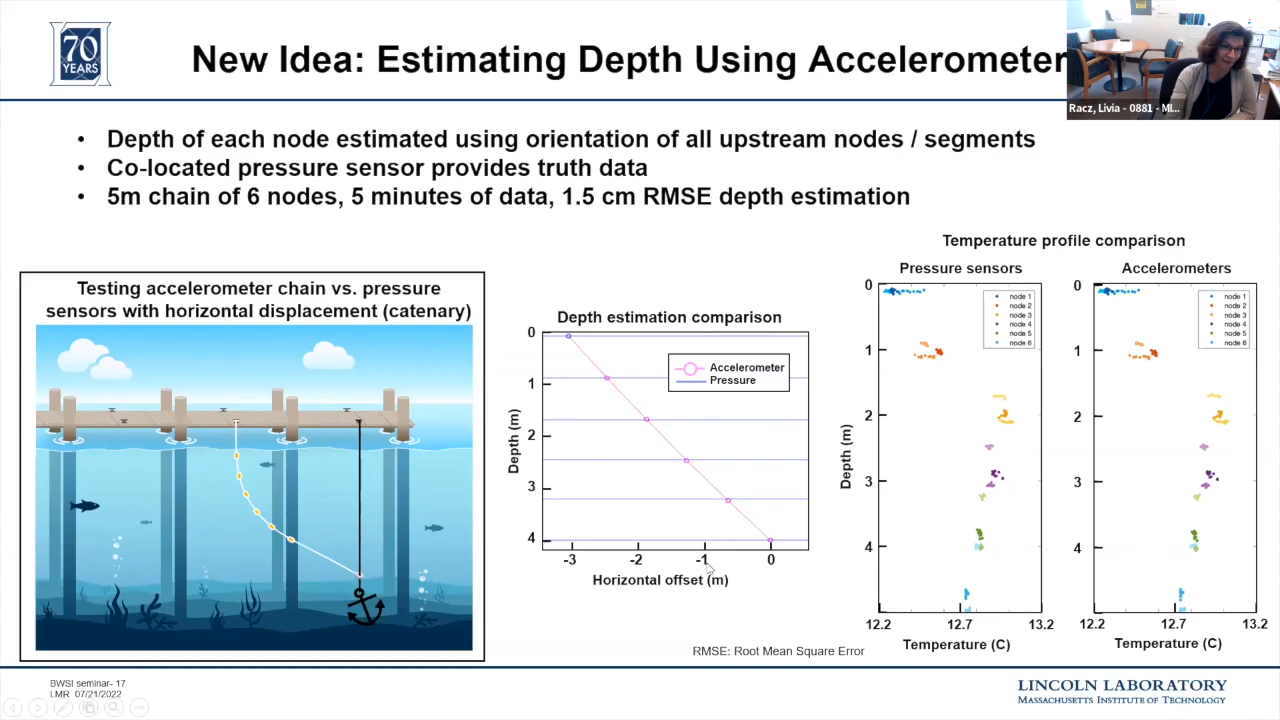 70
YEARS
New Idea: Estimating Depth Using Accelerometer
Racz, Livia - 0881 - MI...
• Depth of each node estimated using orientation of all upstream nodes / segments
• Co-located pressure sensor provides truth data
• 5m chain of 6 nodes, 5 minutes of data, 1.5 cm RMSE depth estimation
Testing accelerometer chain vs. pressure
sensors with horizontal displacement (catenary)
Depth estimation comparison
Accelerometer
Pressure
Depth (m)
0
1
2
3
4
-3 -2 -1 0
Horizontal offset (m)
Temperature profile comparison
Pressure sensors
node 1
node 2
node 3
node 4
node 5
node 6
Depth (m)
0
1
2
3
4
12.2 12.7 13.2
Temperature (C)
Accelerometers
node 1
node 2
node 3
node 4
node 5
node 6
0
1
2
3
4
12.2 12.7 13.2
Temperature (C)
RMSE: Root Mean Square Error
BWSI seminar- 17
LMR 07/21/2022
LINCOLN LABORATORY
MASSACHUSETTS INSTITUTE OF TECHNOLOGY